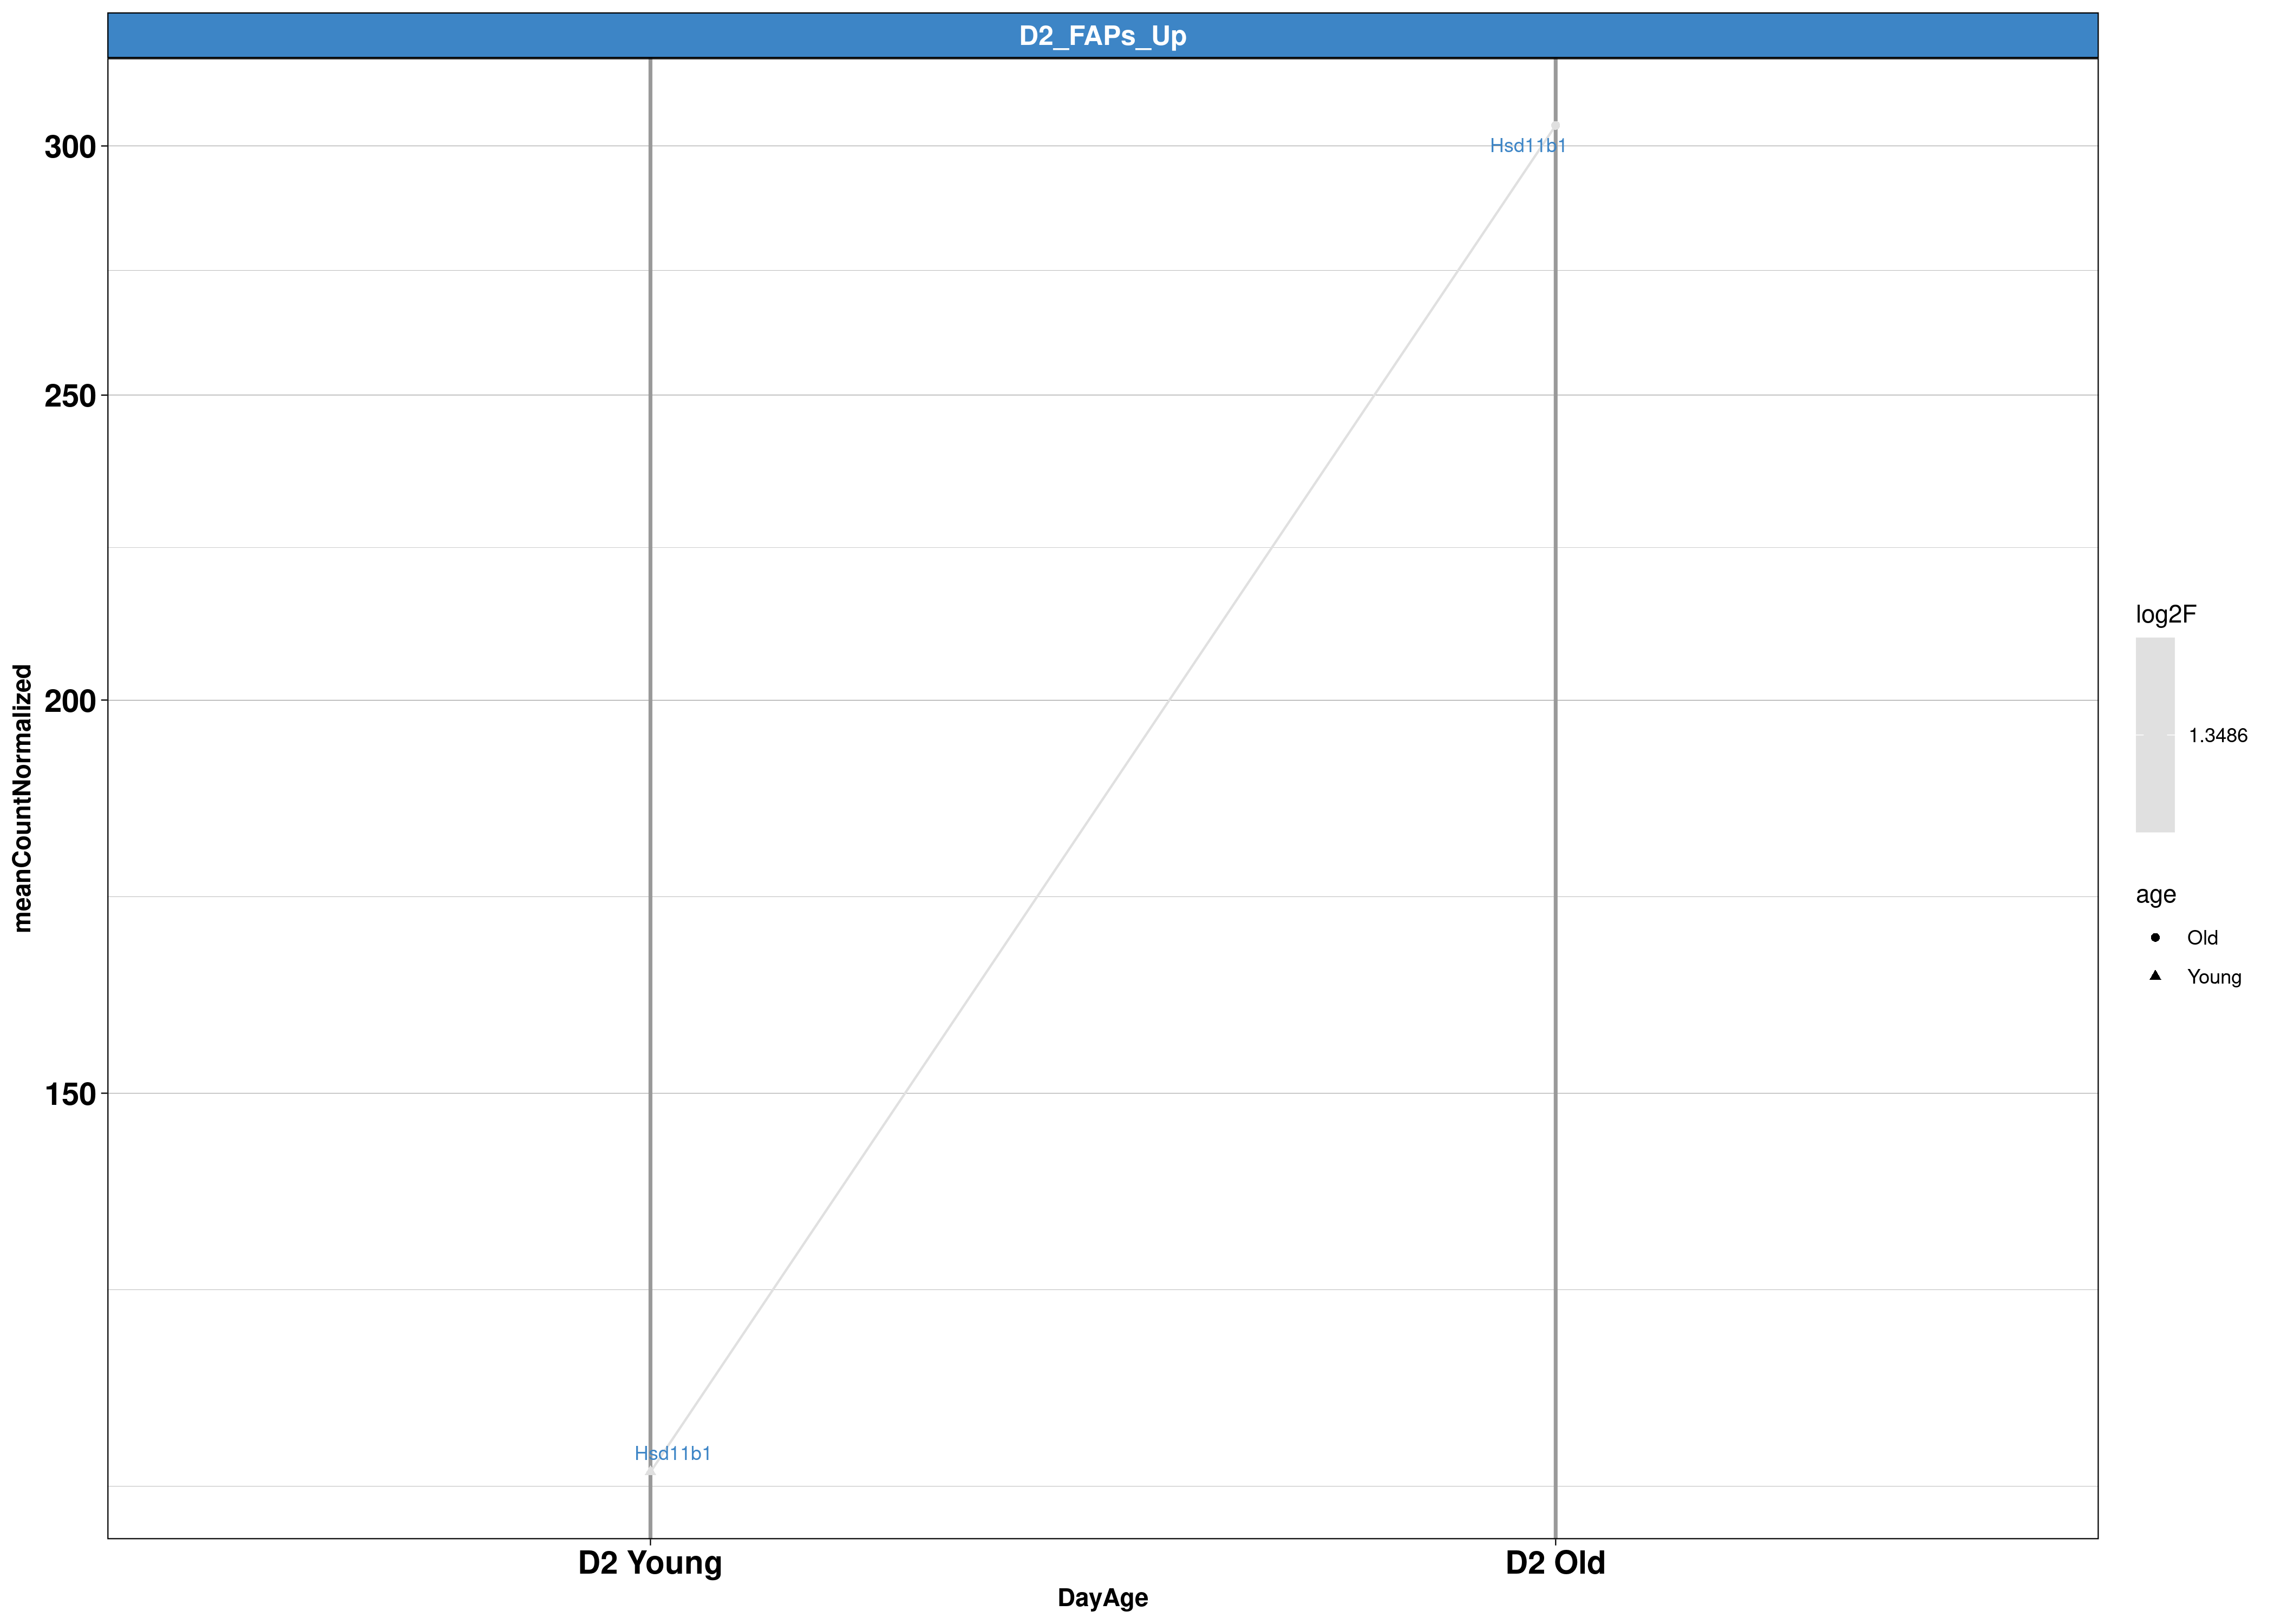 D2_FAPs_Up
300
250
200
150
meanCountNormalized
Hsd11b1
Hsd11b1
D2 Young
D2 Old
DayAge
log2F
1.3486
age
Old
Young